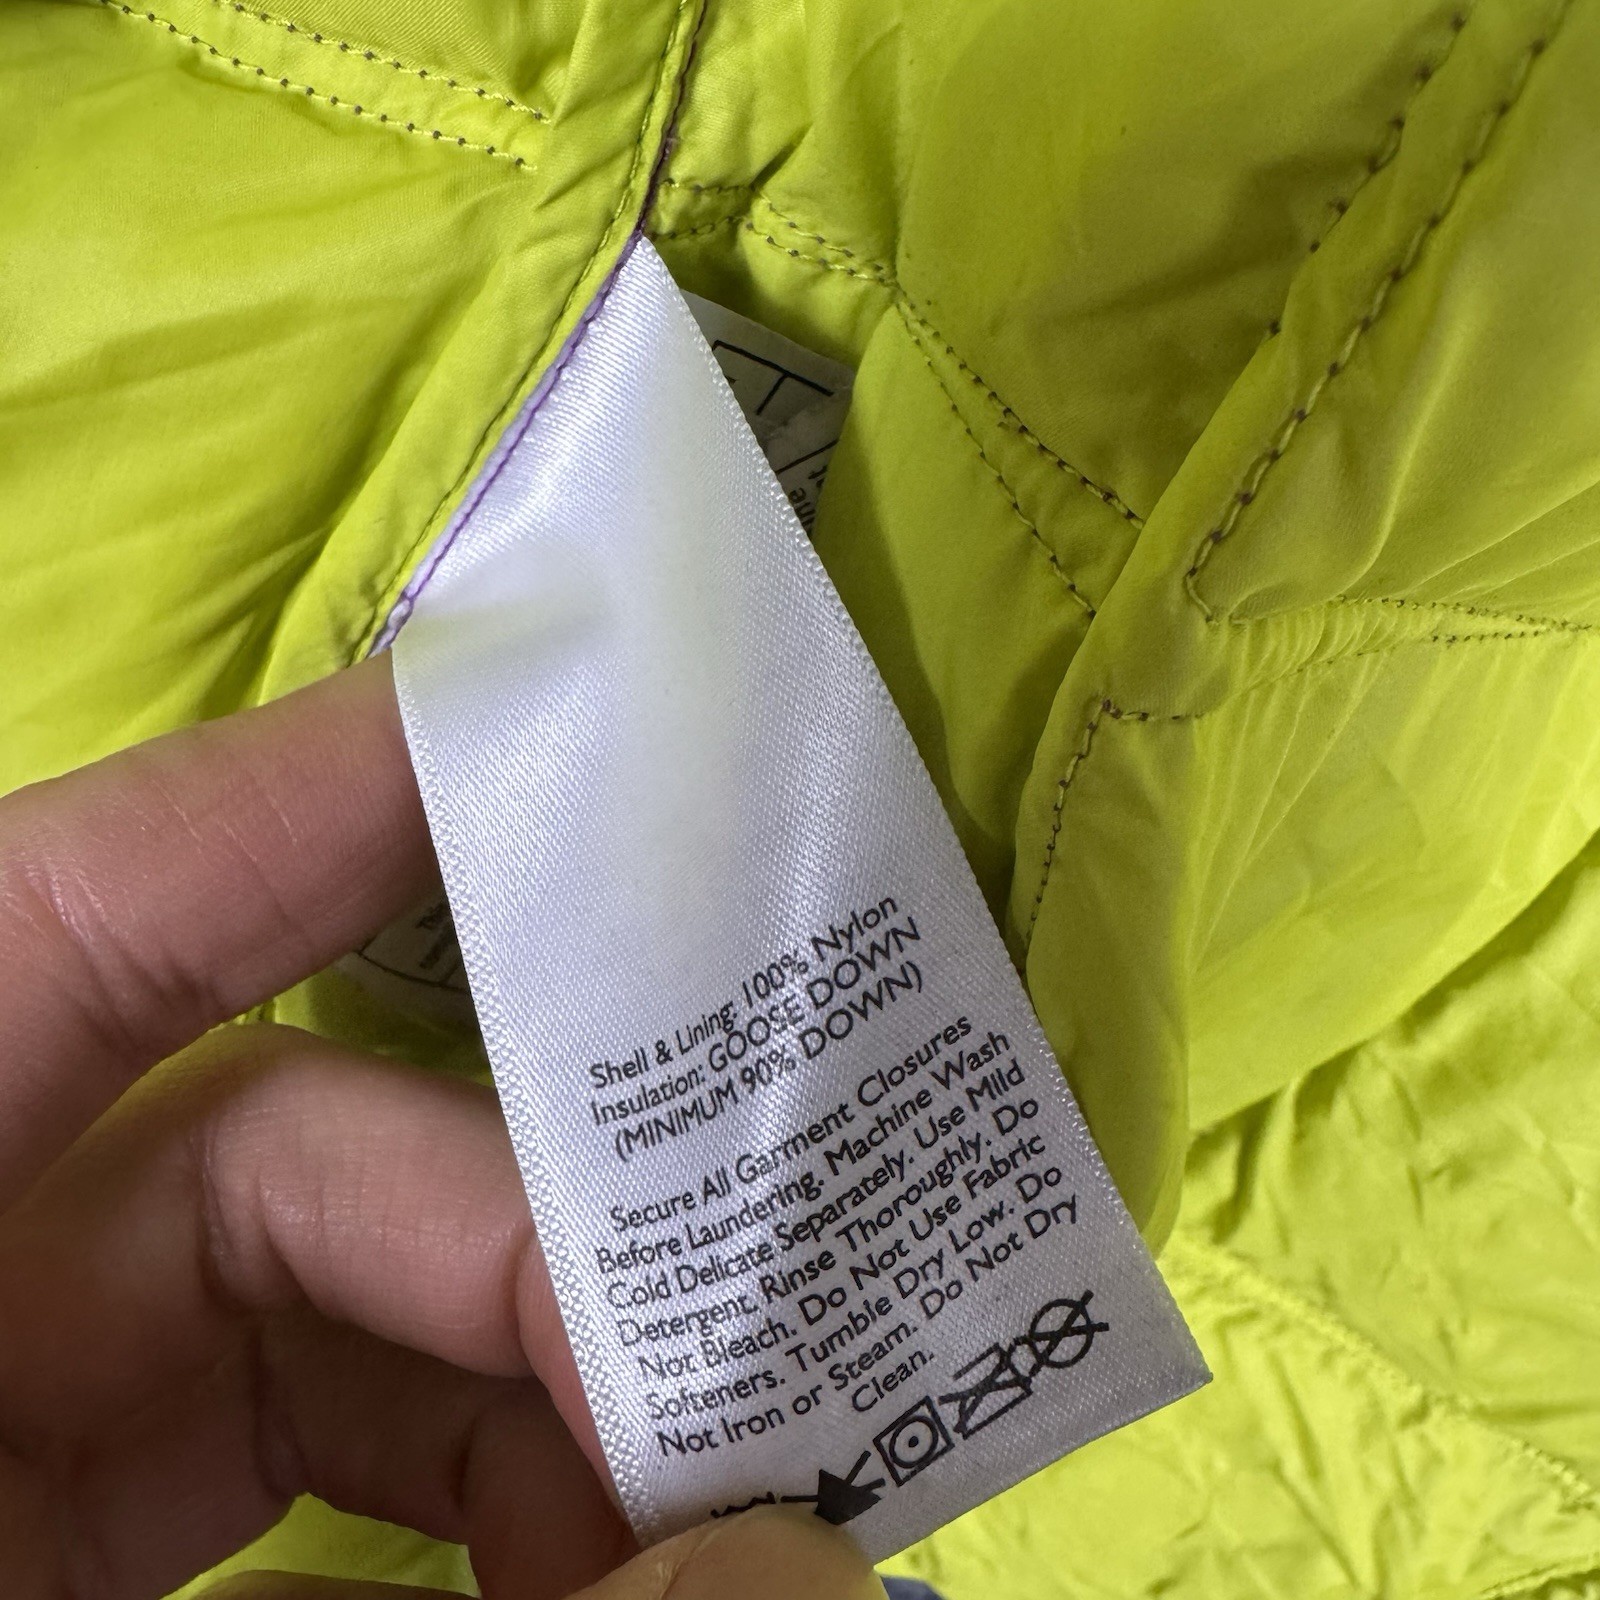 Shell & Lining: 100% Nylon
Insulation: GOOSE DOWN
(MINIMUM 90% DOWN)
Secure All Garment Closures
Before Laundering. Machine Wash
Cold Delicate Separately. Use Mild
Detergent. Rinse Thoroughly. Do
Not Bleach. Do Not Use Fabric
Softeners. Tumble Dry Low. Do
Not Iron or Steam. Do Not Dry
Clean.